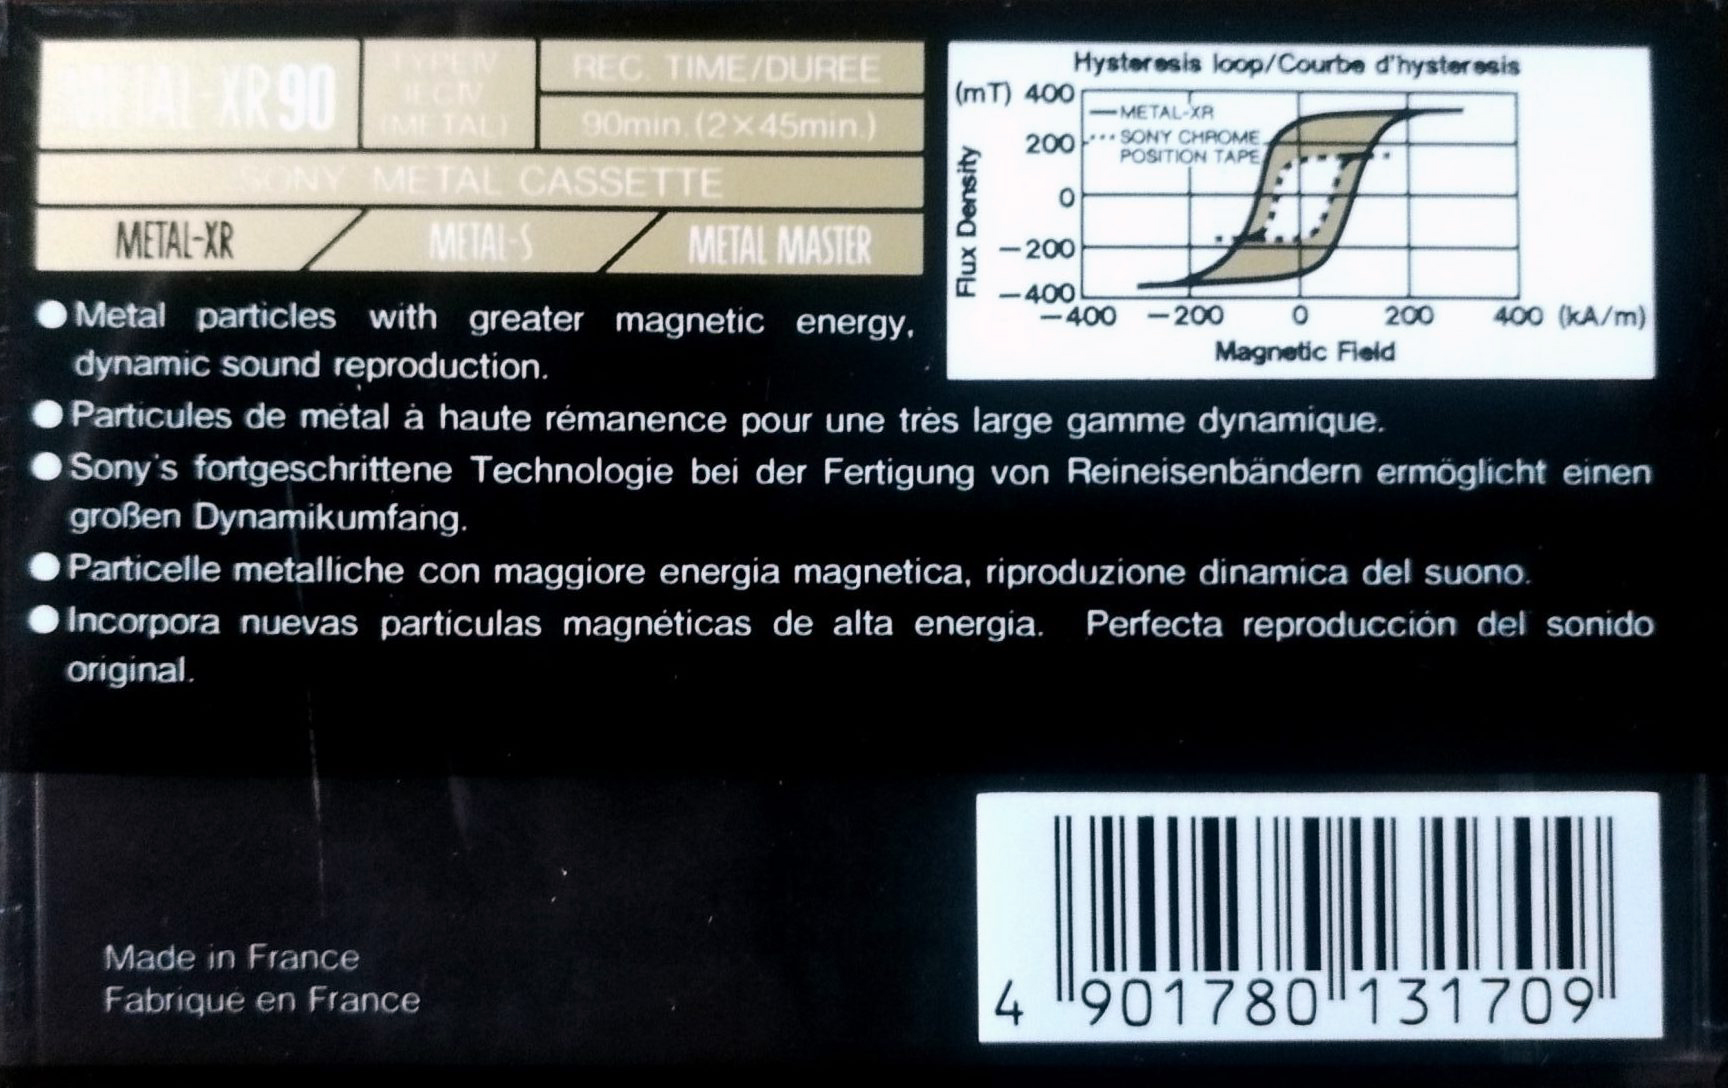 METAL-XR 90
TYPE IV
IEC IV
(METAL)
REC. TIME/DUREE
90min. (2×45min.)
SONY METAL CASSETTE
METAL-XR
METAL-S
METAL MASTER
Hysteresis loop/Courbe d'hysteresis
(mT) 400
200
0
−200
−400
Flux Density
METAL-XR
SONY CHROME
POSITION TAPE
−400 −200 0 200 400 (kA/m)
Magnetic Field
●Metal particles with greater magnetic energy,
dynamic sound reproduction.
●Particules de métal à haute rémanence pour une très large gamme dynamique.
●Sony's fortgeschrittene Technologie bei der Fertigung von Reineisenbändern ermöglicht einen
großen Dynamikumfang.
●Particelle metalliche con maggiore energia magnetica, riproduzione dinamica del suono.
●Incorpora nuevas partículas magnéticas de alta energia. Perfecta reproducción del sonido
original.
Made in France
Fabriqué en France
4 901780 131709